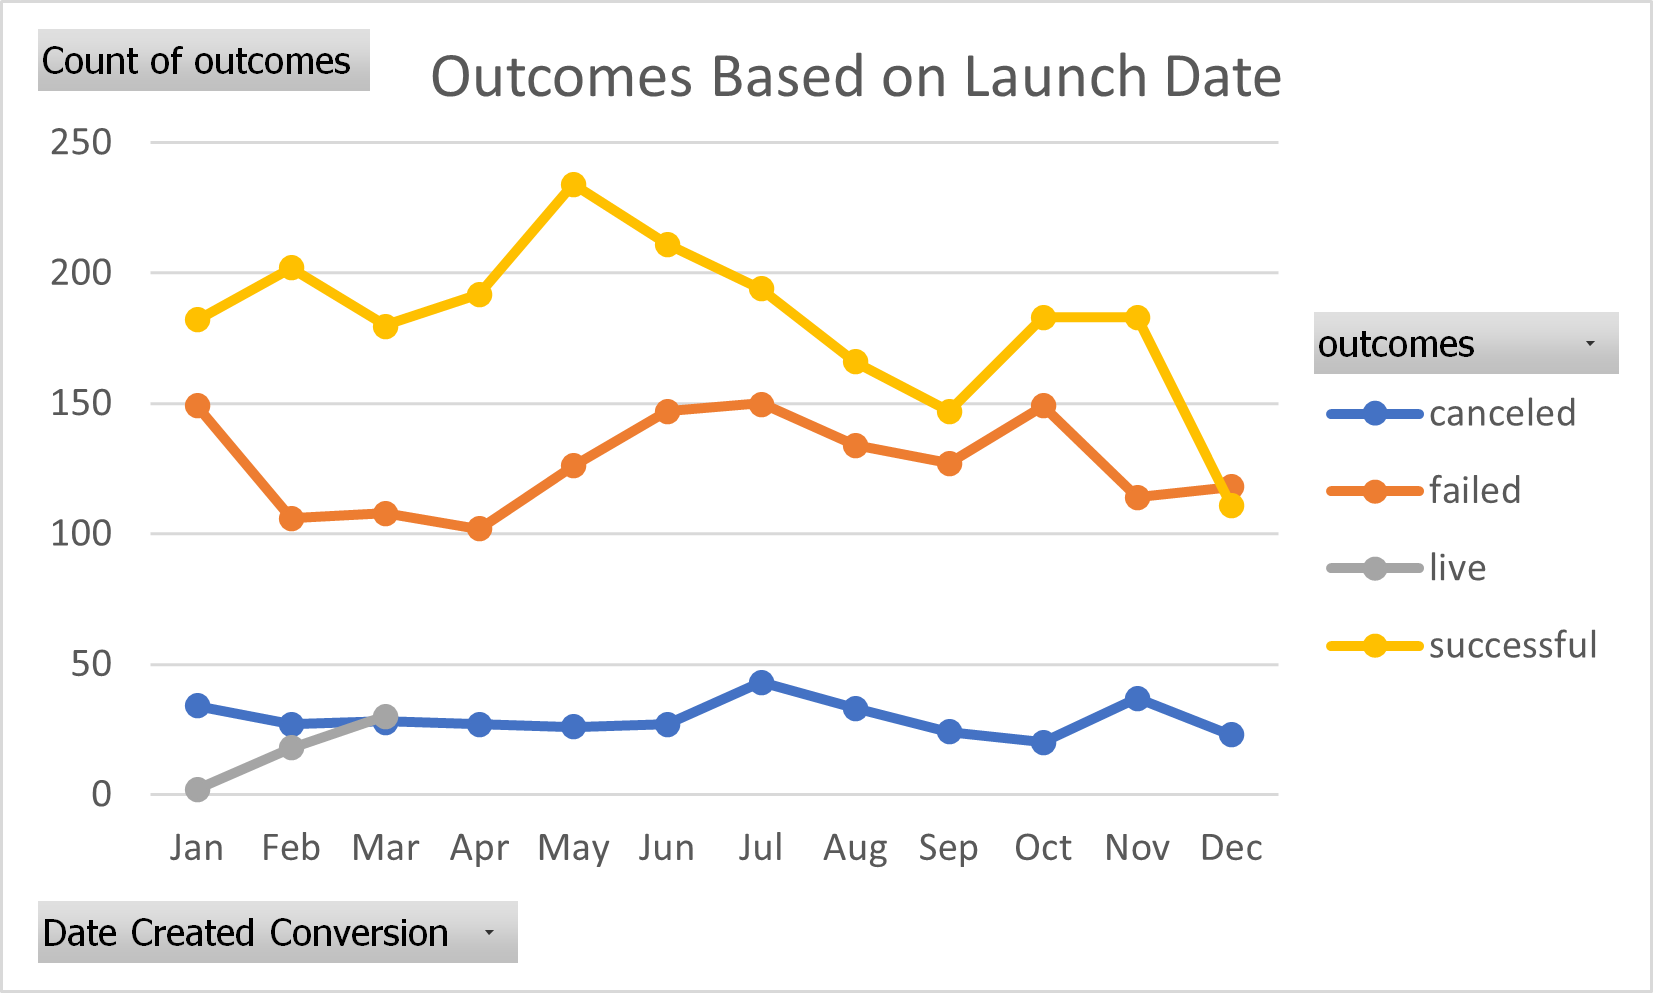 Count of outcomes
Outcomes Based on Launch Date
250
200
150
100
50
0
Jan Feb Mar Apr May Jun Jul Aug Sep Oct Nov Dec
outcomes
canceled
failed
live
successful
Date Created Conversion